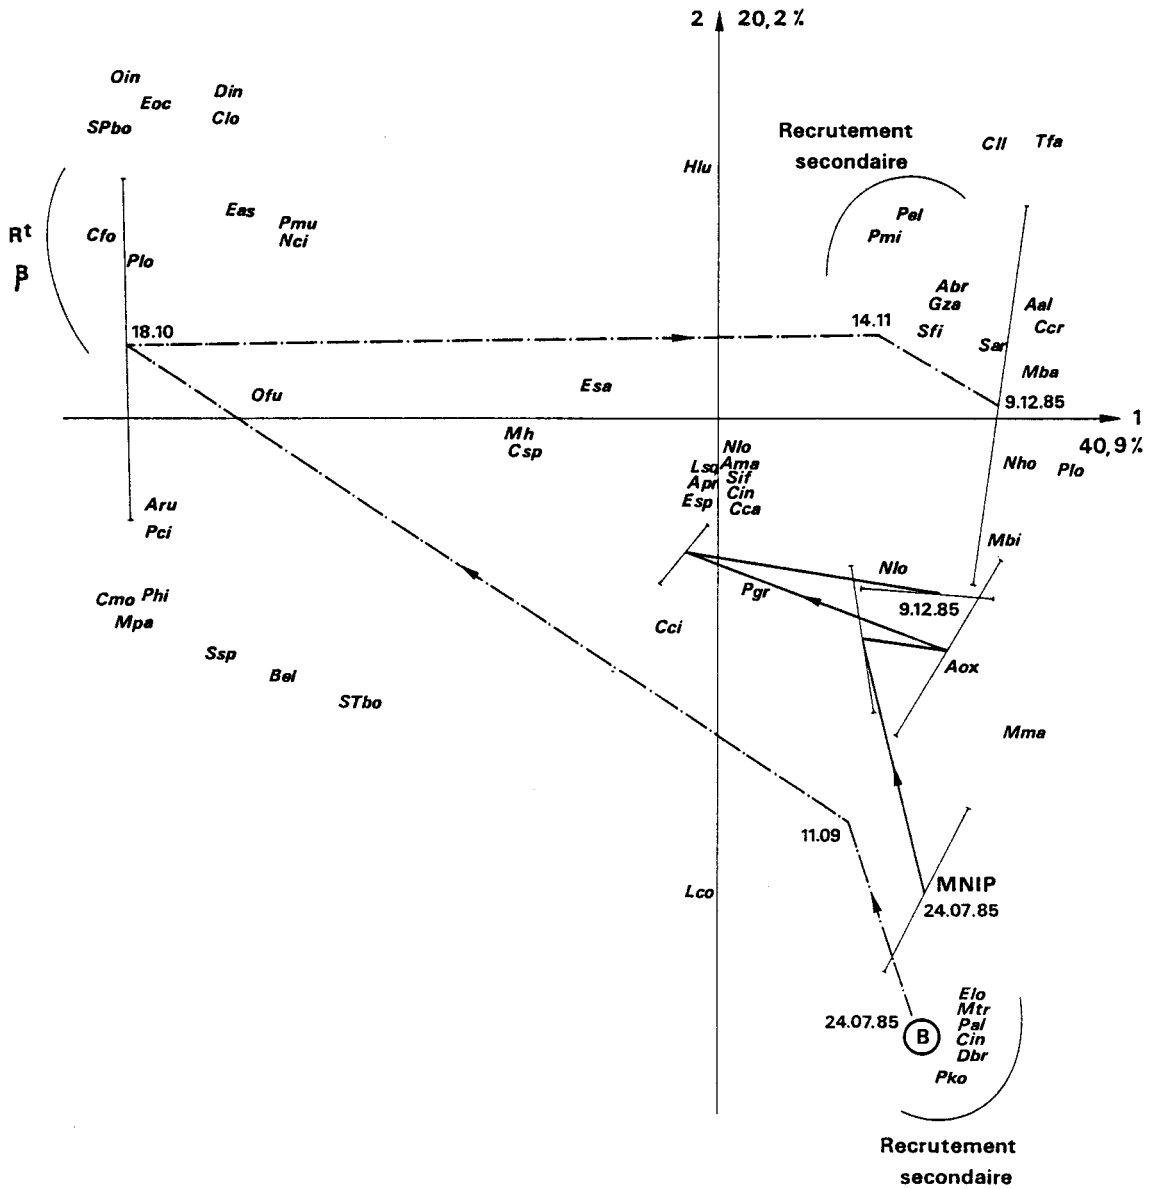 2 20,2 %
Oin
Eoc
Din
SPbo
Clo
Recrutement
secondaire
Cll Tfa
Hlu
Rt
β
Cfo
Plo
Eas
Pmu
Nci
Pel
Pmi
Abr
Gza
Sfi
Aal
Ccr
Sar
Mba
18.10
14.11
9.12.85
Ofu
Esa
1
40,9%
Mh
Csp
Nlo
Lsq Ama
Apr Sif
Cin
Esp Cca
Nho Plo
Aru
Pci
Mbi
Nlo
Cmo Phi
Mpa
Pgr
9.12.85
Cci
Ssp
Bel
STbo
Aox
Mma
11.09
Lco
MNIP
24.07.85
24.07.85
B
Elo
Mtr
Pal
Cin
Dbr
Pko
Recrutement
secondaire